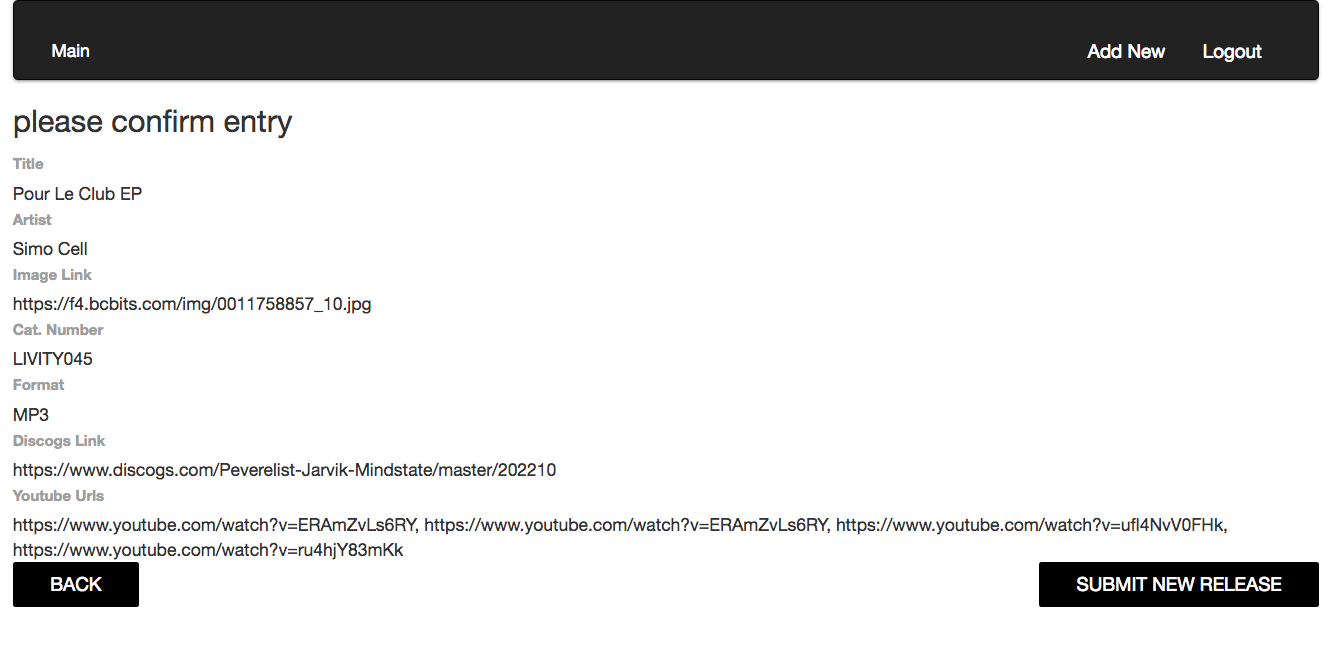 Main
Add New Logout
please confirm entry
Title
Pour Le Club EP
Artist
Simo Cell
Image Link
https://f4.bcbits.com/img/0011758857_10.jpg
Cat. Number
LIVITY045
Format
MP3
Discogs Link
https://www.discogs.com/Peverelist-Jarvik-Mindstate/master/202210
Youtube Urls
https://www.youtube.com/watch?v=ERAmZvLs6RY, https://www.youtube.com/watch?v=ERAmZvLs6RY, https://www.youtube.com/watch?v=ufI4NvV0FHk,
https://www.youtube.com/watch?v=ru4hjY83mKk
BACK
SUBMIT NEW RELEASE